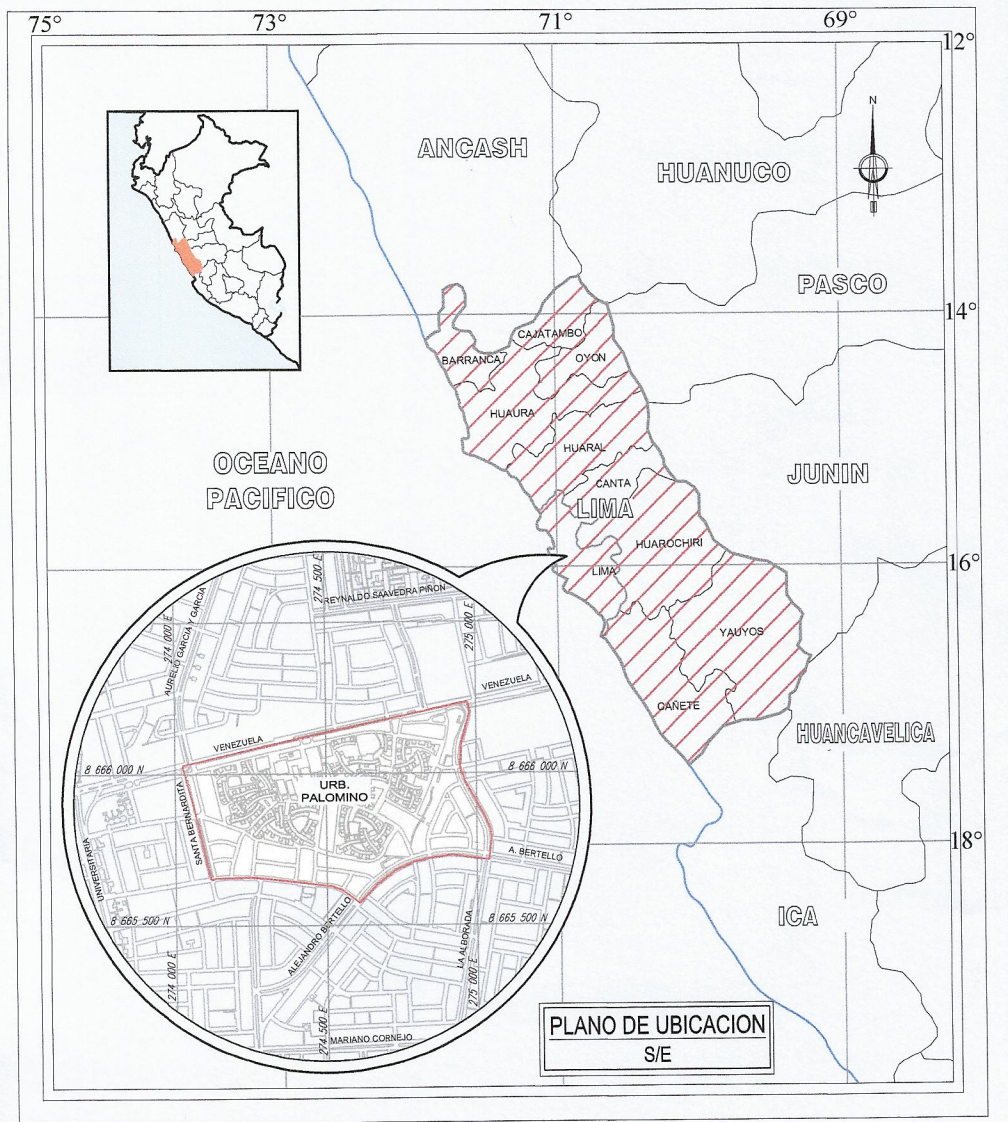 75°
73°
71°
69°
12°
N
ANCASH
HUANUCO
PASCO
14°
CAJATAMBO
BARRANCA
OYON
HUAURA
HUARAL
OCEANO
PACIFICO
CANTA
JUNIN
LIMA
HUAROCHIRI
LIMA
16°
YAUYOS
CAÑETE
HUANCAVELICA
18°
ICA
274 500 E
REYNALDO SAAVEDRA PIÑON
274 000 E
AURELIO GARCIA Y GARCIA
275 000 E
VENEZUELA
VENEZUELA
8 666 000 N
8 666 000 N
URB.
PALOMINO
SANTA BERNARDITA
UNIVERSITARIA
A. BERTELLO
8 665 500 N
8 665 500 N
ALEJANDRO BERTELLO
LA ALBORADA
274 000 E
275 000 E
274 500 E
MARIANO CORNEJO
PLANO DE UBICACION
S/E